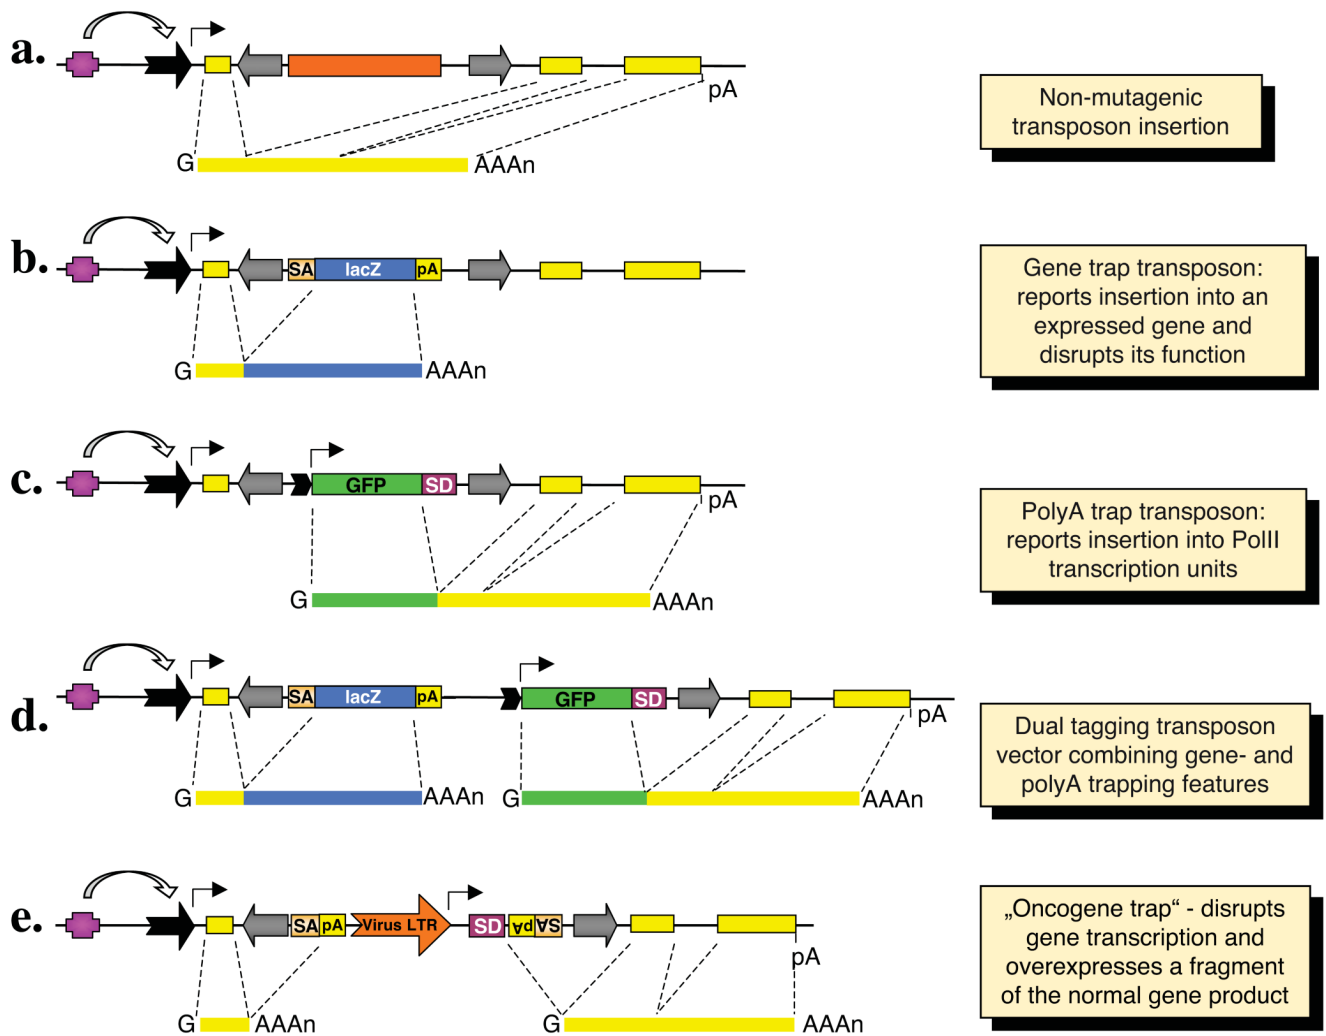 a.
pA
G
AAAn
Non-mutagenic
transposon insertion
b.
SA lacZ pA
G
AAAn
Gene trap transposon:
reports insertion into an
expressed gene and
disrupts its function
c.
GFP SD
pA
G
AAAn
PolyA trap transposon:
reports insertion into PolII
transcription units
d.
SA lacZ pA GFP SD
pA
G
AAAn
G
AAAn
Dual tagging transposon
vector combining gene- and
polyA trapping features
e.
SA pA Virus LTR SD pA SA
pA
G
AAAn
G
AAAn
„Oncogene trap“ - disrupts
gene transcription and
overexpresses a fragment
of the normal gene product